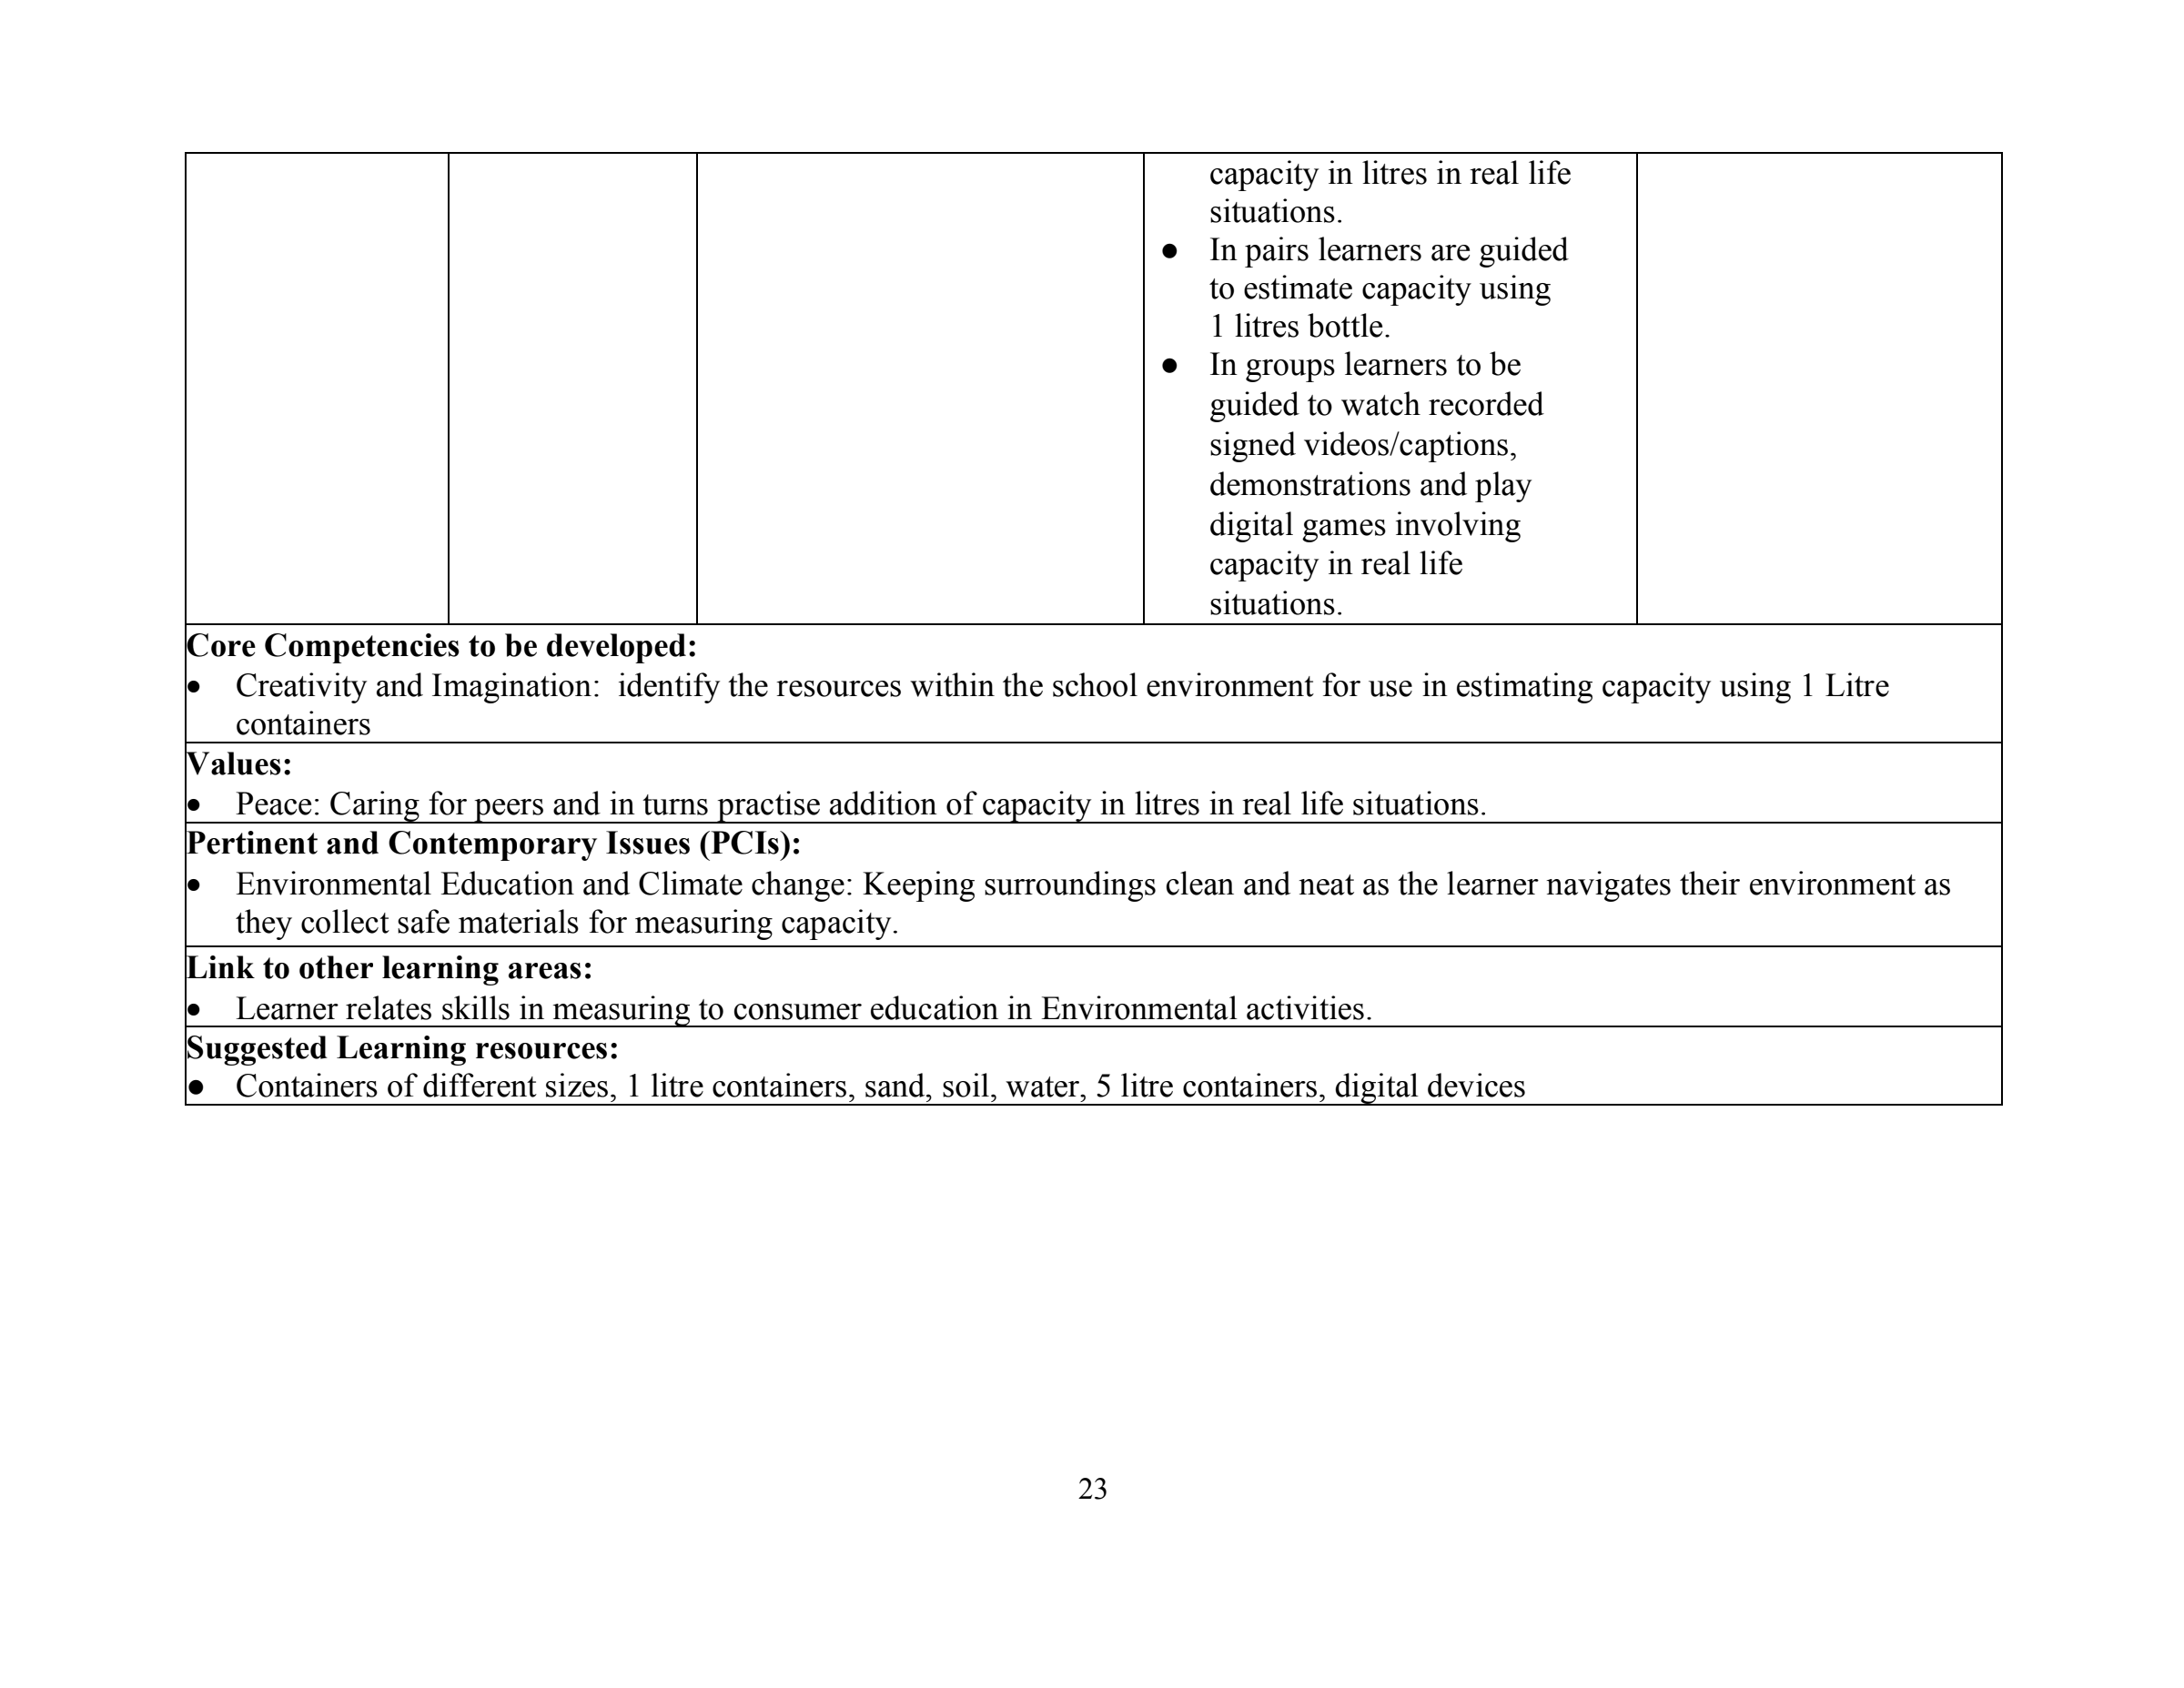 capacity in litres in real life
situations.
● In pairs learners are guided
to estimate capacity using
1 litres bottle.
● In groups learners to be
guided to watch recorded
signed videos/captions,
demonstrations and play
digital games involving
capacity in real life
situations.
Core Competencies to be developed:
• Creativity and Imagination:  identify the resources within the school environment for use in estimating capacity using 1 Litre
containers
Values:
• Peace: Caring for peers and in turns practise addition of capacity in litres in real life situations.
Pertinent and Contemporary Issues (PCIs):
• Environmental Education and Climate change: Keeping surroundings clean and neat as the learner navigates their environment as
they collect safe materials for measuring capacity.
Link to other learning areas:
• Learner relates skills in measuring to consumer education in Environmental activities.
Suggested Learning resources:
● Containers of different sizes, 1 litre containers, sand, soil, water, 5 litre containers, digital devices
23